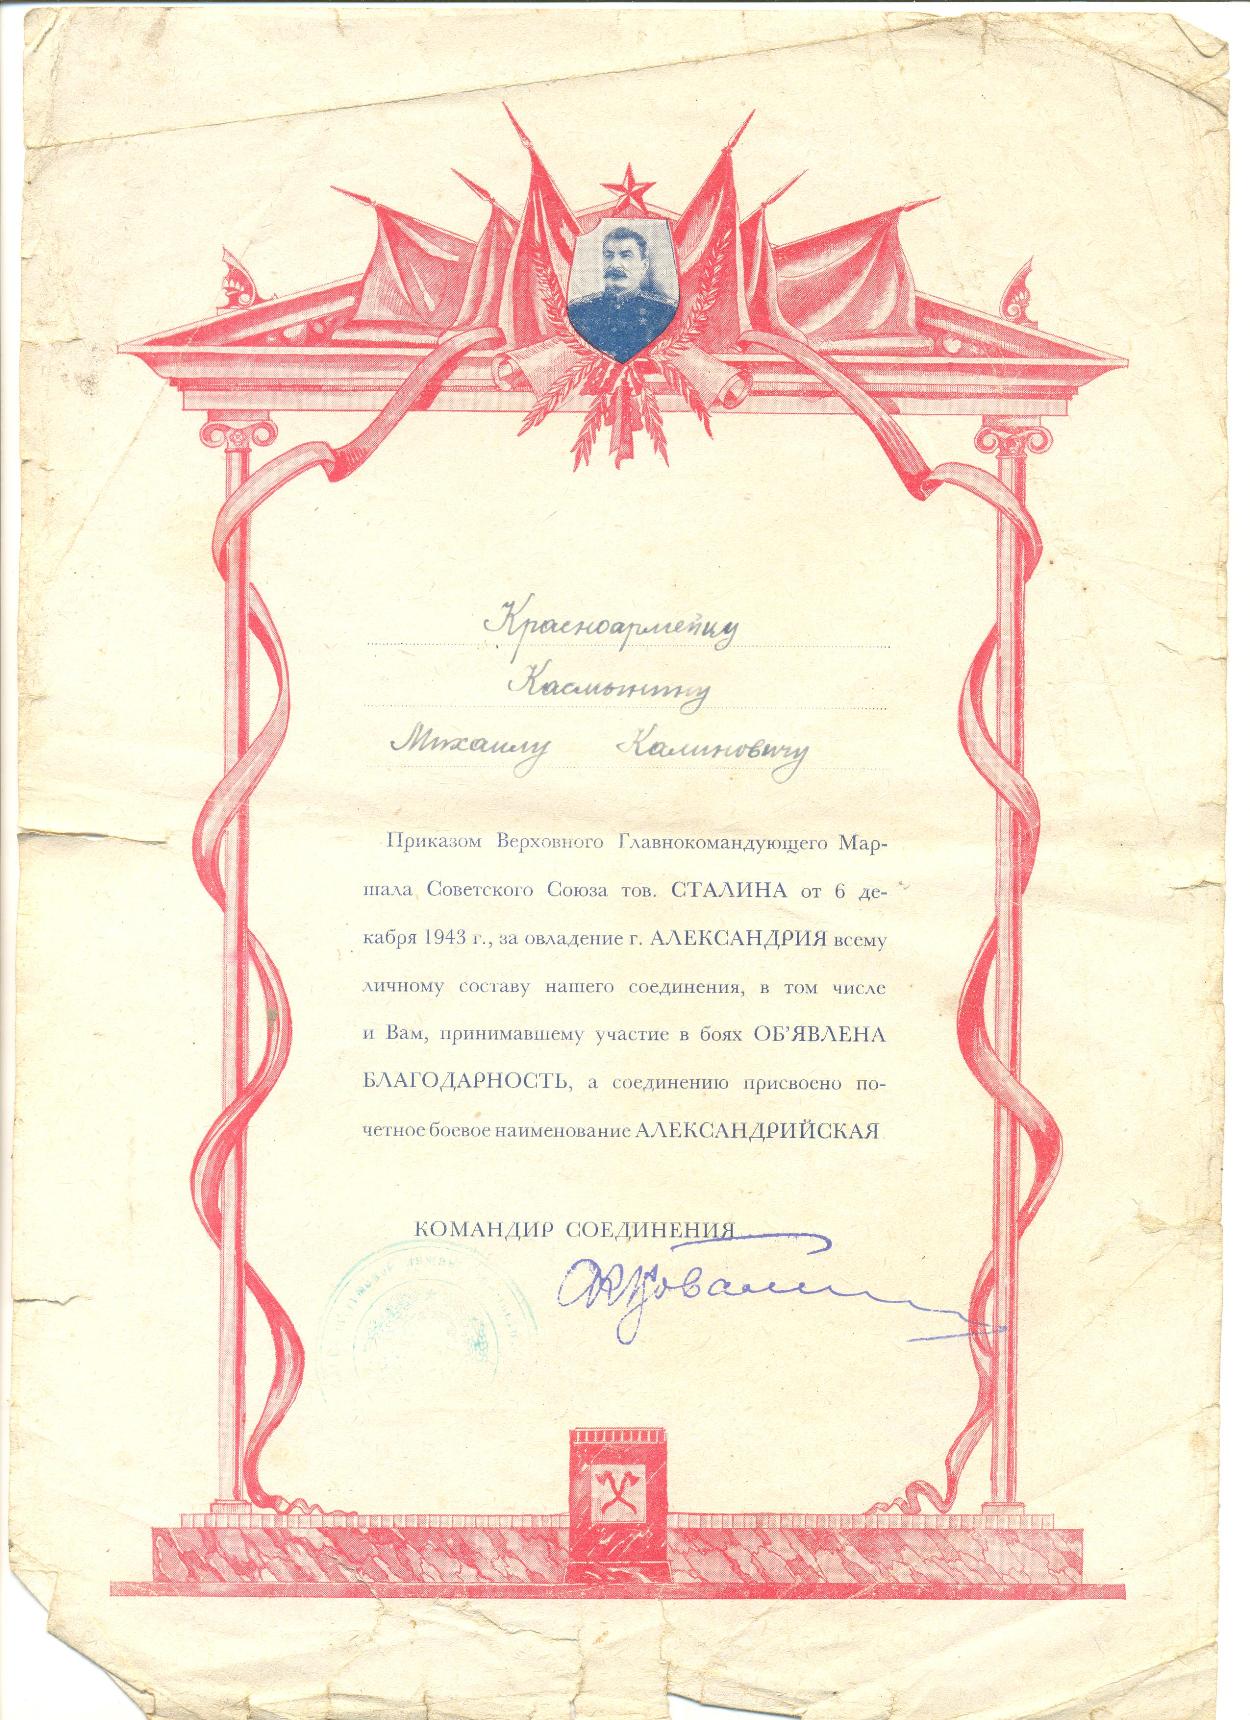 Красноармейцу
Касмынину
Михаилу Калиновичу
Приказом Верховного Главнокомандующего Мар-
шала Советского Союза тов. СТАЛИНА от 6 де-
кабря 1943 г., за овладение г. АЛЕКСАНДРИЯ всему
личному составу нашего соединения, в том числе
и Вам, принимавшему участие в боях ОБ’ЯВЛЕНА
БЛАГОДАРНОСТЬ, а соединению присвоено по-
четное боевое наименование АЛЕКСАНДРИЙСКАЯ
КОМАНДИР СОЕДИНЕНИЯ